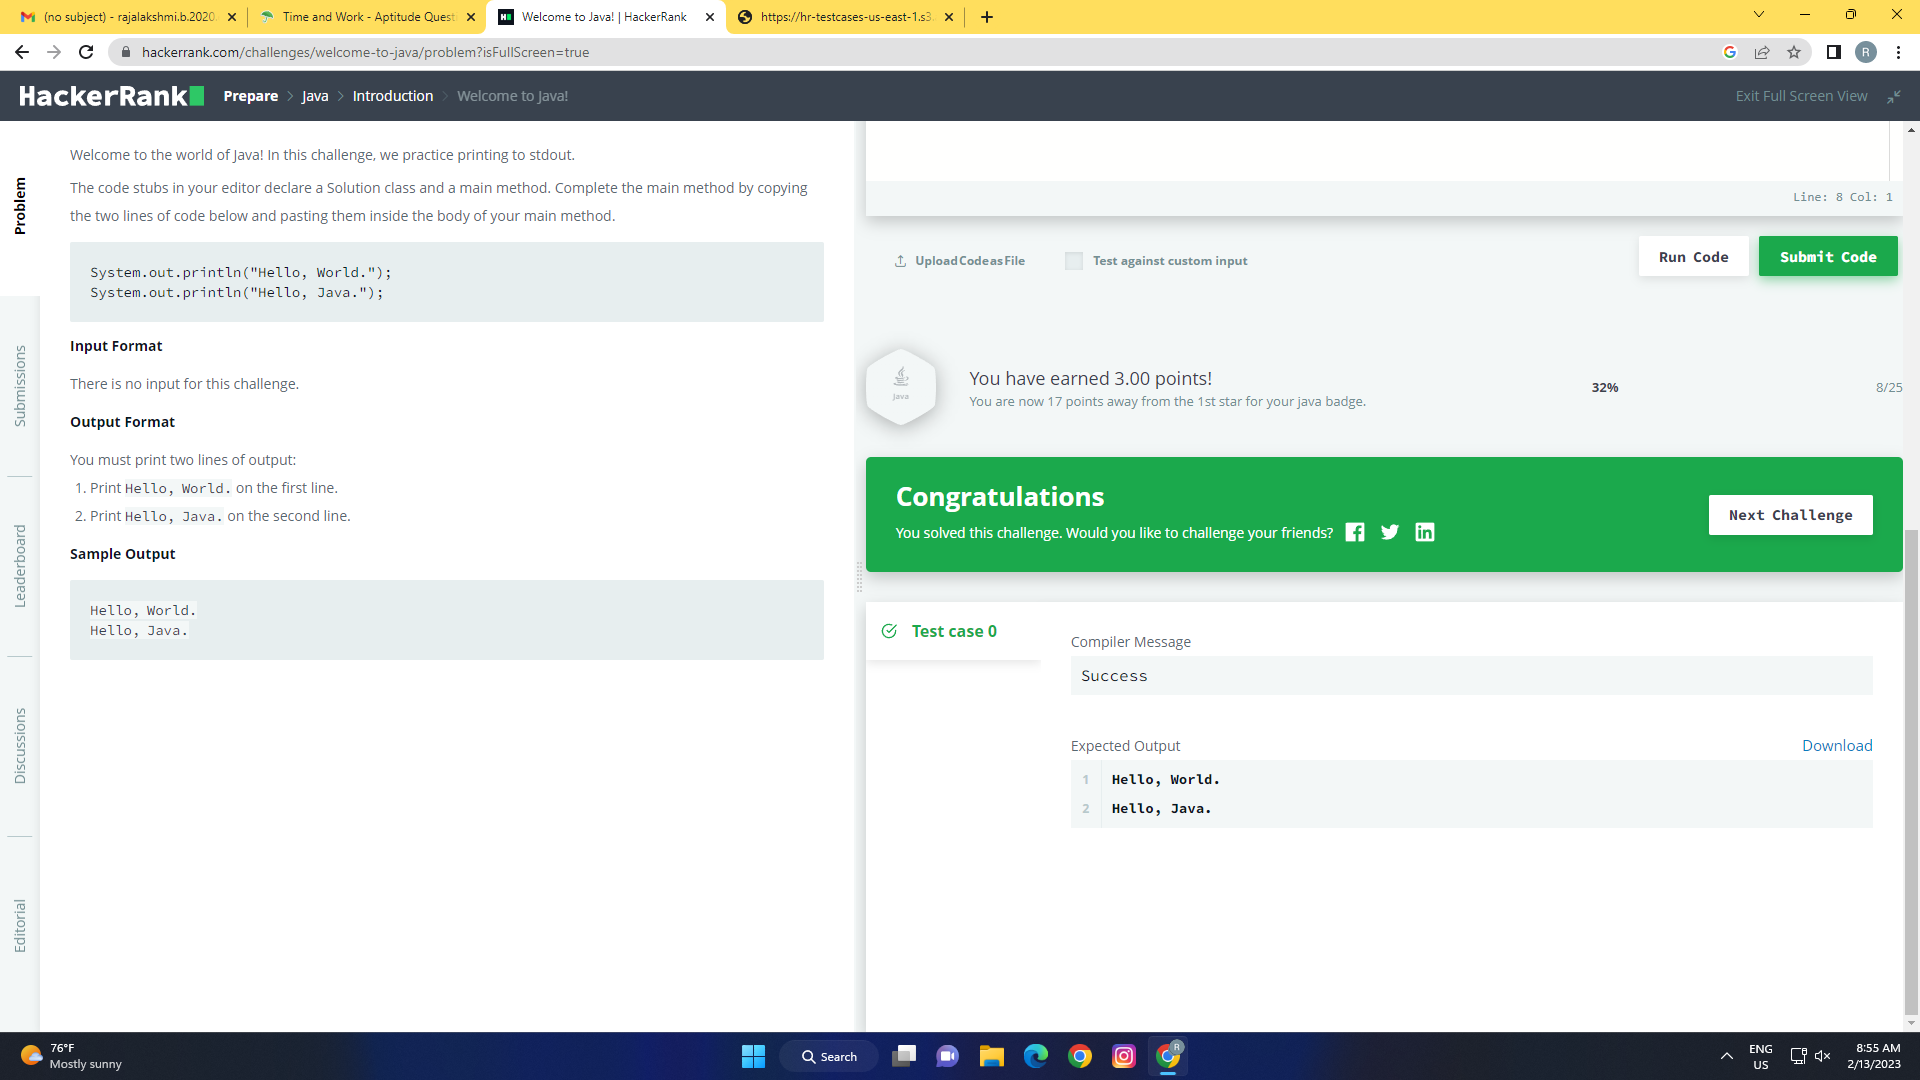 (no subject) - rajalakshmi.b.2020.
Time and Work - Aptitude Questi
Welcome to Java! | HackerRank
https://hr-testcases-us-east-1.s3.
hackerrank.com/challenges/welcome-to-java/problem?isFullScreen=true
R
HackerRank
Prepare > Java > Introduction > Welcome to Java!
Exit Full Screen View
Problem
Submissions
Leaderboard
Discussions
Editorial
Welcome to the world of Java! In this challenge, we practice printing to stdout.
The code stubs in your editor declare a Solution class and a main method. Complete the main method by copying
the two lines of code below and pasting them inside the body of your main method.
System.out.println("Hello, World.");
System.out.println("Hello, Java.");
Input Format
There is no input for this challenge.
Output Format
You must print two lines of output:
1. Print Hello, World. on the first line.
2. Print Hello, Java. on the second line.
Sample Output
Hello, World.
Hello, Java.
Line: 8 Col: 1
Upload Code as File
Test against custom input
Run Code
Submit Code
Java
You have earned 3.00 points!
You are now 17 points away from the 1st star for your java badge.
32%
8/25
Congratulations
You solved this challenge. Would you like to challenge your friends?
Next Challenge
Test case 0
Compiler Message
Success
Expected Output
Download
1 Hello, World.
2 Hello, Java.
76°F
Mostly sunny
Search
R
ENG
US
8:55 AM
2/13/2023